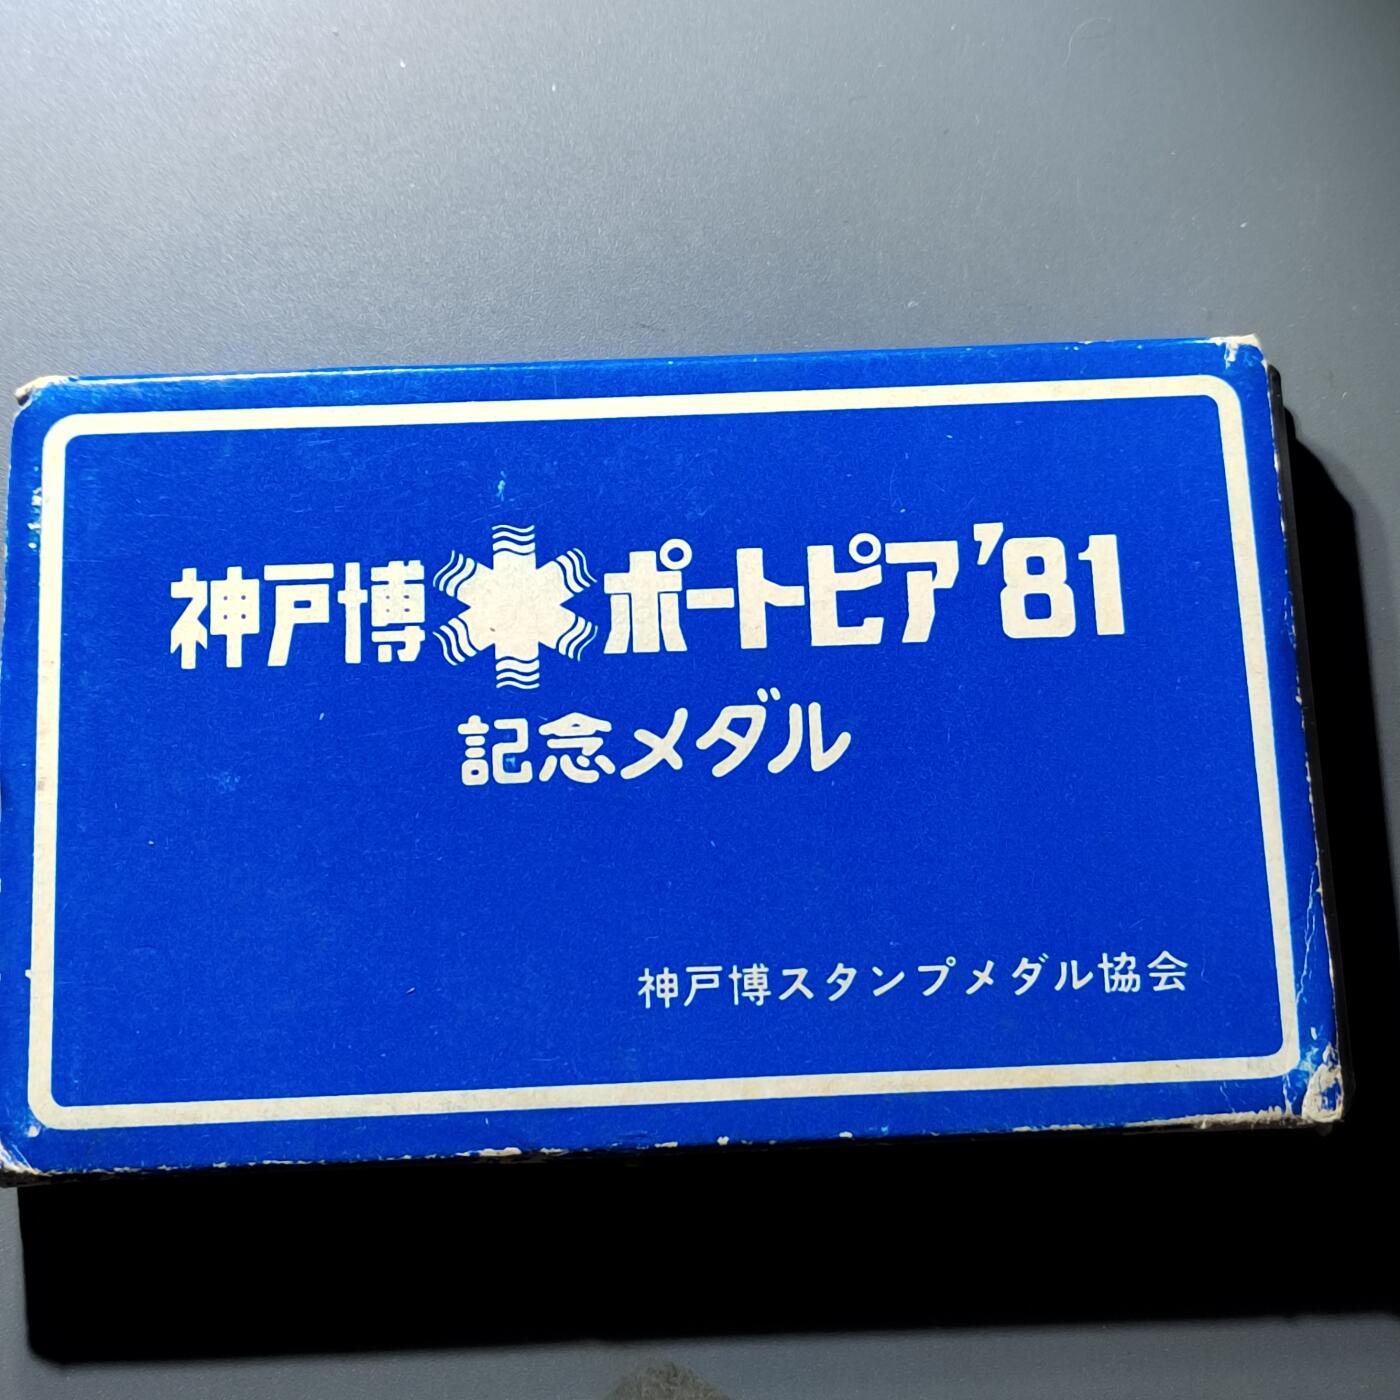 神戸博 ポートピア'81
記念メダル
神戸博スタンプメダル協会